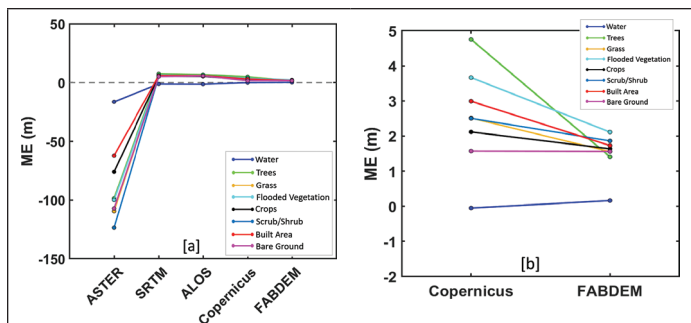 50
0
-50
-100
-150
ME (m)
Water
Trees
Grass
Flooded Vegetation
Crops
Scrub/Shrub
Built Area
Bare Ground
[a]
ASTER
SRTM
ALOS
Copernicus
FABDEM
5
4
3
2
1
0
-1
-2
ME (m)
Water
Trees
Grass
Flooded Vegetation
Crops
Scrub/Shrub
Built Area
Bare Ground
[b]
Copernicus
FABDEM